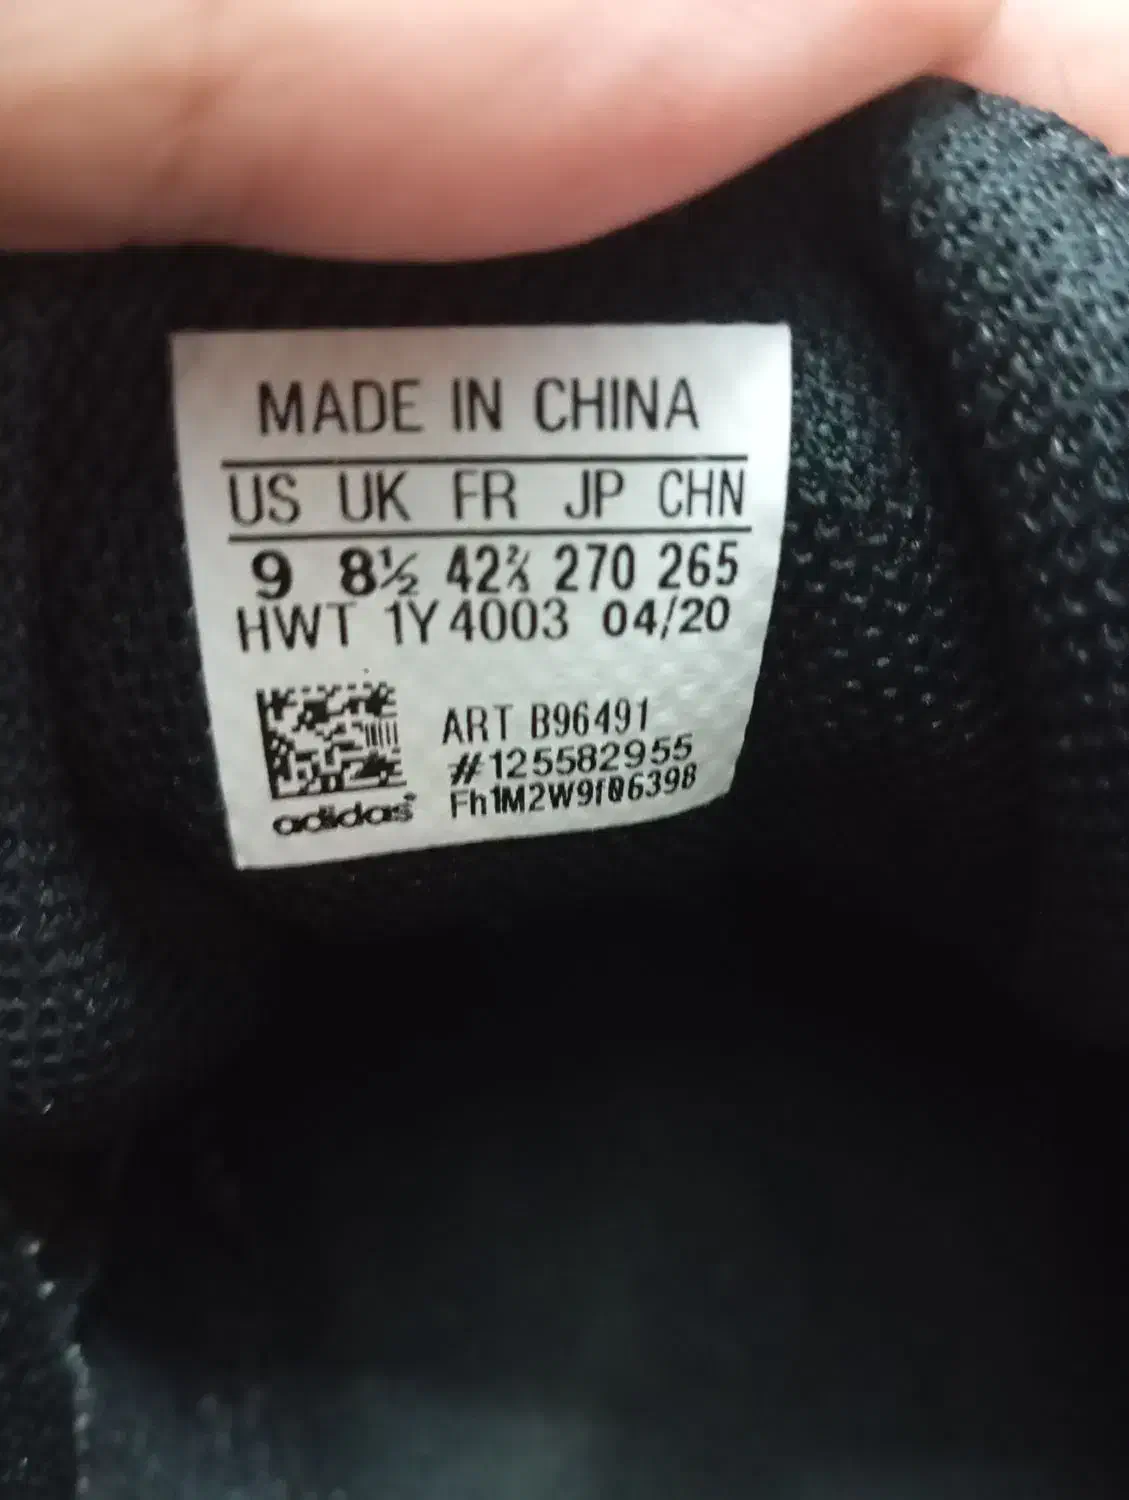 MADE IN CHINA
US UK FR JP CHN
9 8½ 42⅔ 270 265
HWT 1Y4003 04/20
ART B96491
#125582955
Fh1M2W9f06398
adidas